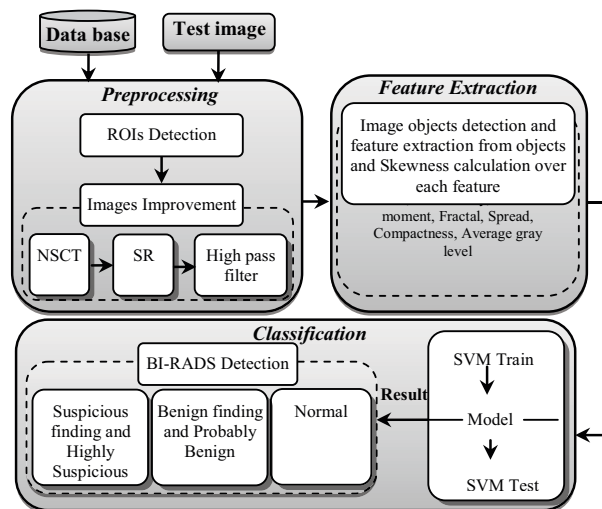 Data base
Test image
Preprocessing
ROIs Detection
Images Improvement
NSCT
SR
High pass
filter
Feature Extraction
Image objects detection and
feature extraction from objects
and Skewness calculation over
each feature
moment, Fractal, Spread,
Compactness, Average gray
level
Classification
BI-RADS Detection
Suspicious
finding and
Highly
Suspicious
Benign finding
and Probably
Benign
Normal
Result
SVM Train
Model
SVM Test